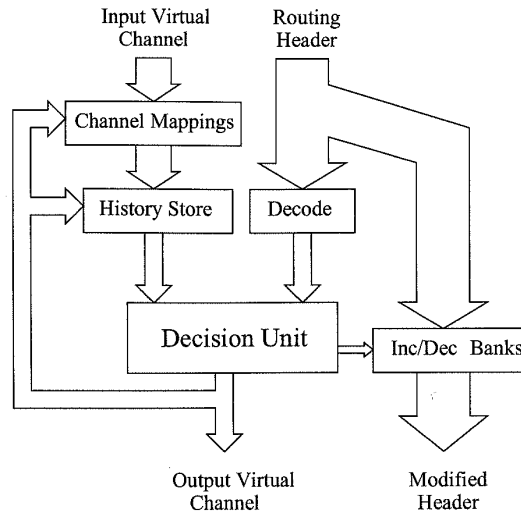 Input Virtual
Channel
Routing
Header
Channel Mappings
History Store
Decode
Decision Unit
Inc/Dec Banks
Output Virtual
Channel
Modified
Header